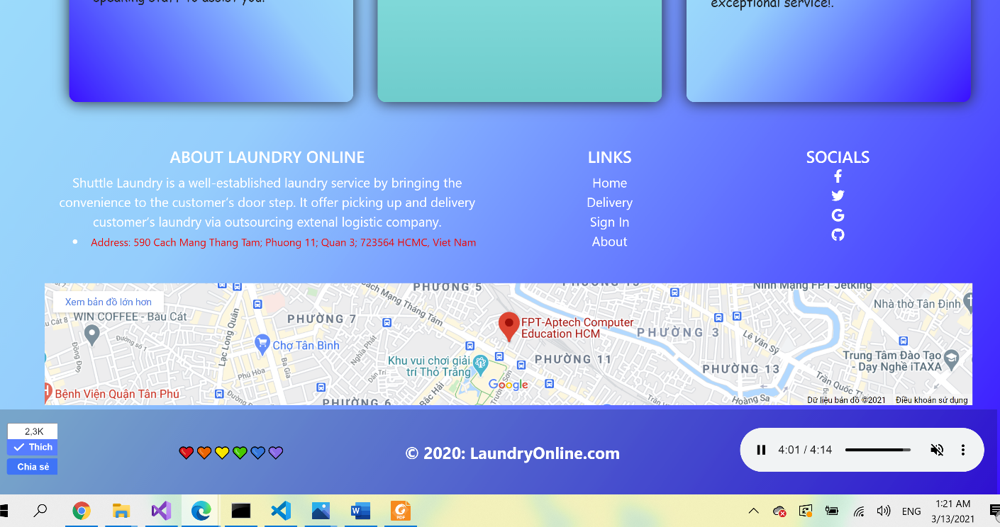 speaking staff to assist you!
exceptional service!.
ABOUT LAUNDRY ONLINE
Shuttle Laundry is a well-established laundry service by bringing the
convenience to the customer’s door step. It offer picking up and delivery
customer’s laundry via outsourcing extenal logistic company.
Address: 590 Cach Mang Thang Tam; Phuong 11; Quan 3; 723564 HCMC, Viet Nam
LINKS
Home
Delivery
Sign In
About
SOCIALS
Xem bản đồ lớn hơn
WIN COFFEE - Bàu Cát
PHƯỜNG 5
Cách Mạng Tháng Tám
Ninh Mạng FPT Jetking
Nhà thờ Tân Định
PHƯỜNG 7
Lạc Long Quân
Đường số 1
Đồng Đay
Chợ Tân Bình
Nghĩa Phát
FPT-Aptech Computer
Education HCM
PHƯỜNG 3
Lê Văn Sỹ
Khu vui chơi giải
trí Thỏ Trắng
PHƯỜNG 11
PHƯỜNG 13
Trung Tâm Đào Tạo
- Dạy Nghề iTAXA
Phú Hòa
Ba Gia
Bắc Hải
Google
Bệnh Viện Quận Tân Phú
PHƯỜNG 6
Hoàng Sa
Dữ liệu bản đồ ©2021 Điều khoản sử dụng
2,3K
Thích
Chia sẻ
© 2020: LaundryOnline.com
4:01 / 4:14
PDF
ENG
1:21 AM
3/13/2021